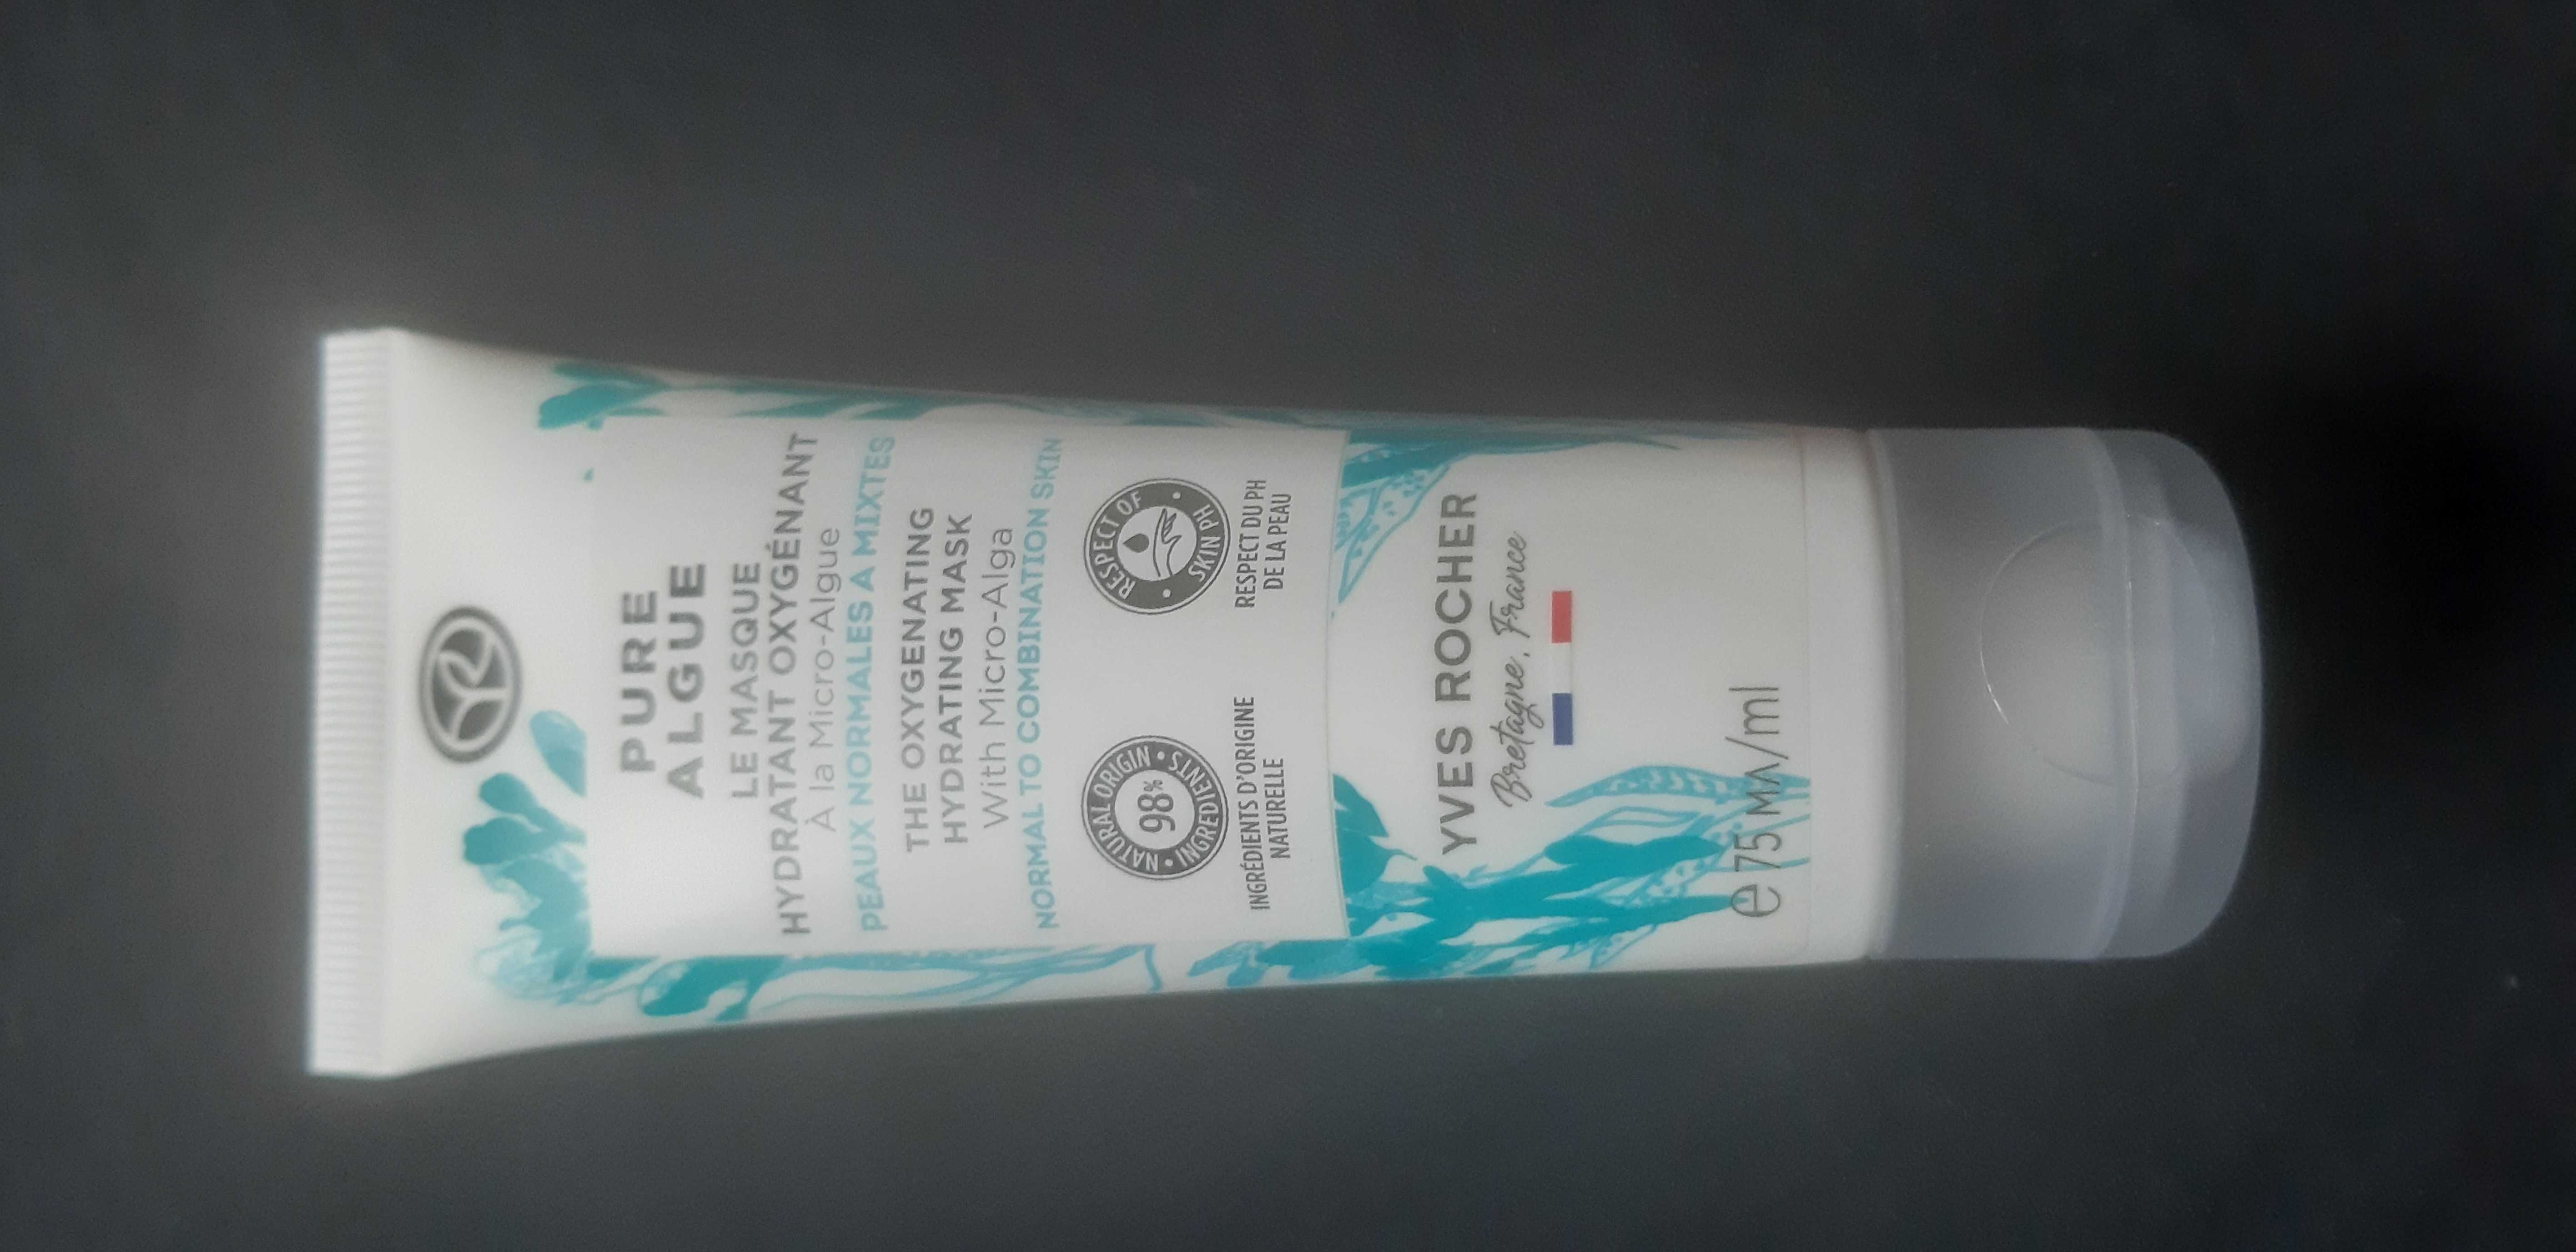 PURE
ALGUE
LE MASQUE
HYDRATANT OXYGÉNANT
À la Micro-Algue
PEAUX NORMALES A MIXTES
THE OXYGENATING
HYDRATING MASK
With Micro-Alga
NORMAL TO COMBINATION SKIN
NATURAL ORIGIN • INGREDIENTS •
98%
INGRÉDIENTS D'ORIGINE
NATURELLE
RESPECT OF
• SKIN PH •
RESPECT DU PH
DE LA PEAU
YVES ROCHER
Bretagne, France
e 75 мл/ml